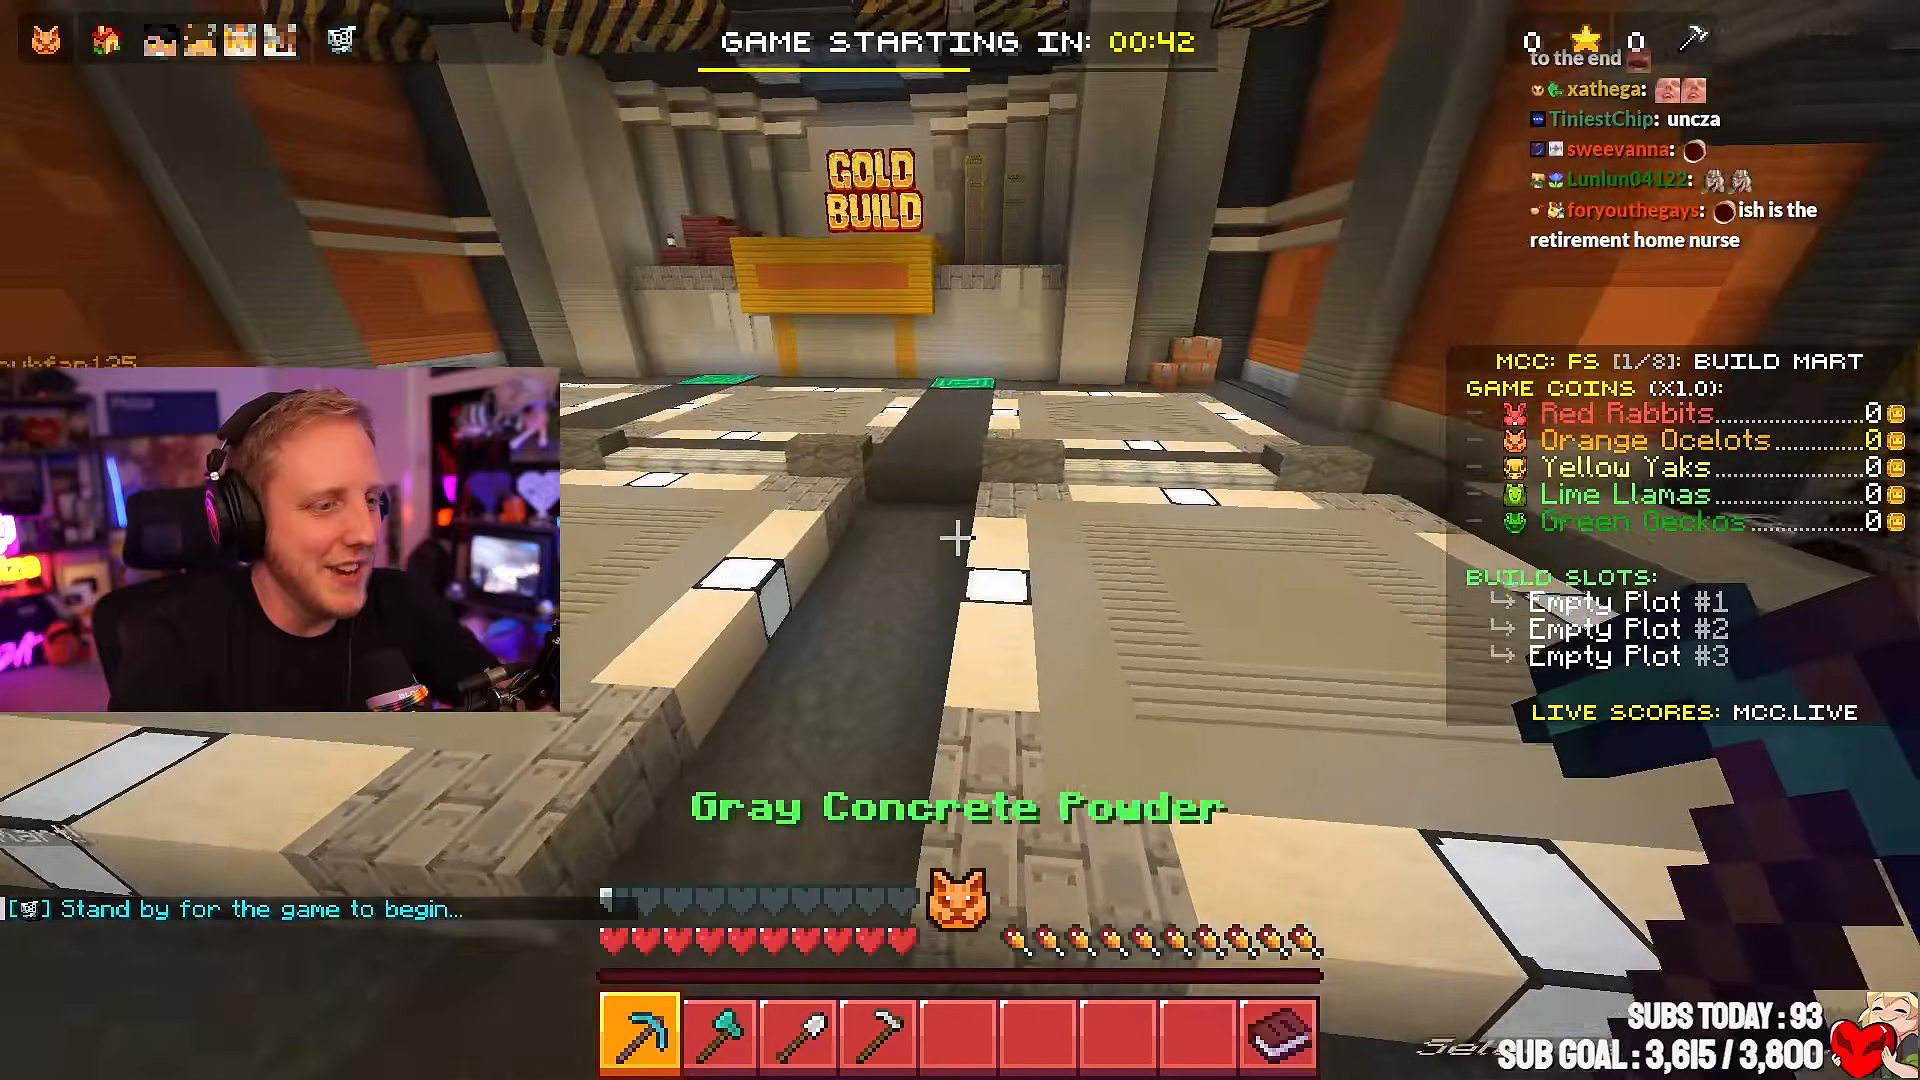 GAME STARTING IN: 00:42
0 0
to the end
xathega:
TiniestChip: uncza
sweevanna:
Lunlun04122:
foryouthegays: ish is the
retirement home nurse
GOLD
BUILD
MCC: FS [1/8]: BUILD MART
GAME COINS (X1.0):
Red Rabbits 0
Orange Ocelots 0
Yellow Yaks 0
Lime Llamas 0
Green Geckos 0
BUILD SLOTS:
Empty Plot #1
Empty Plot #2
Empty Plot #3
LIVE SCORES: MCC.LIVE
Gray Concrete Powder
[ ] Stand by for the game to begin...
SUBS TODAY : 93
SUB GOAL : 3,615 / 3,800